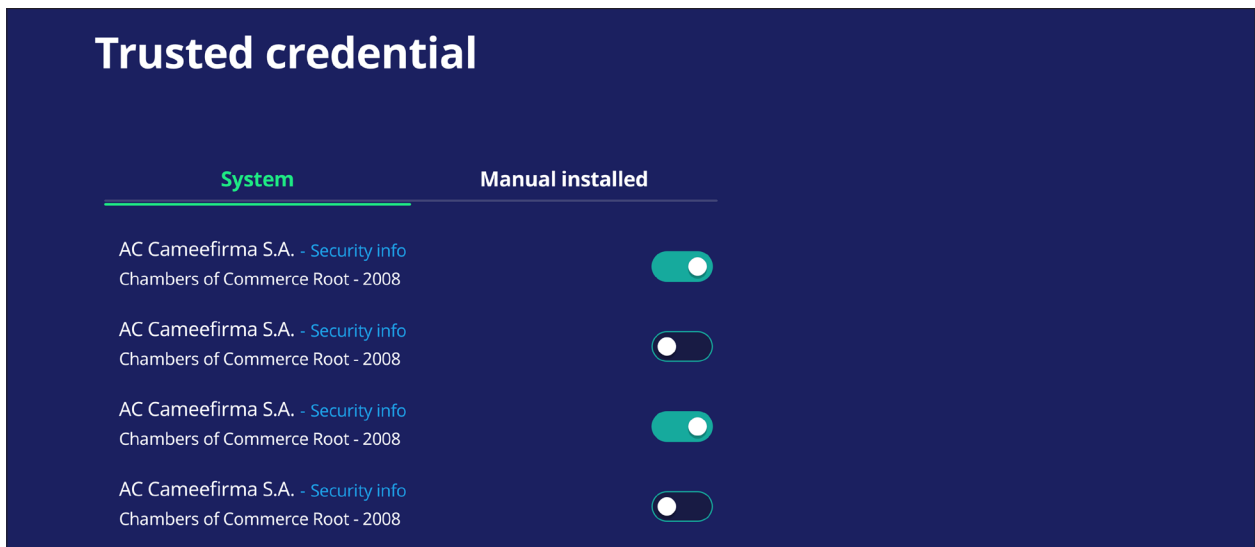 Trusted credential
System
Manual installed
AC Cameefirma S.A. - Security info
Chambers of Commerce Root - 2008
AC Cameefirma S.A. - Security info
Chambers of Commerce Root - 2008
AC Cameefirma S.A. - Security info
Chambers of Commerce Root - 2008
AC Cameefirma S.A. - Security info
Chambers of Commerce Root - 2008